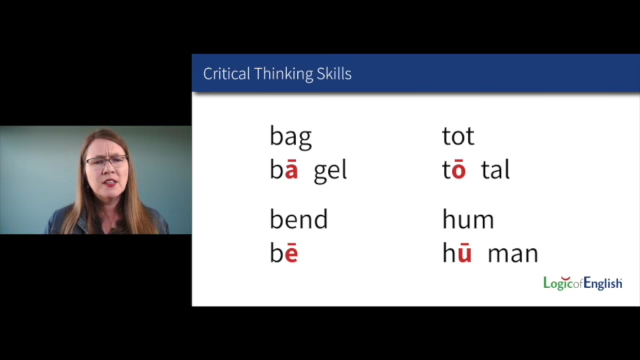 Critical Thinking Skills
bag tot
bā gel tō tal
bend hum
bē hū man
LogicofEnglish